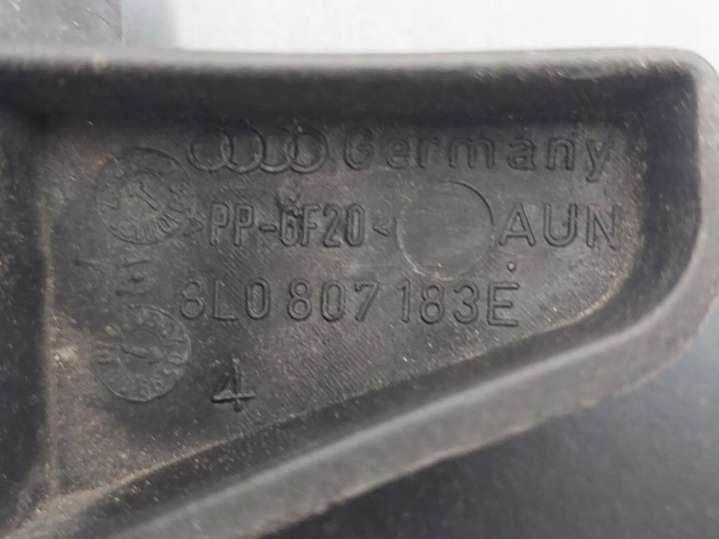 Germany
>PP-GF20< AUN
8L0 807 183E
4